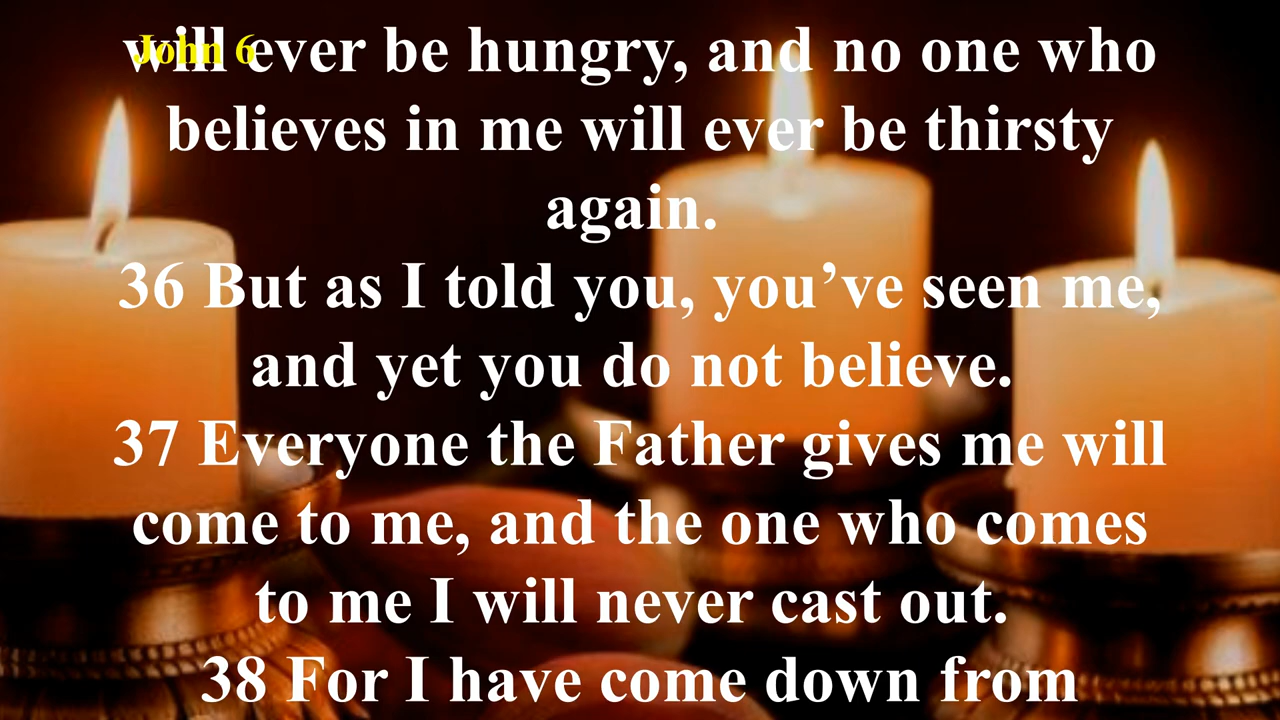 John 6
will ever be hungry, and no one who
believes in me will ever be thirsty
again.
36 But as I told you, you’ve seen me,
and yet you do not believe.
37 Everyone the Father gives me will
come to me, and the one who comes
to me I will never cast out.
38 For I have come down from